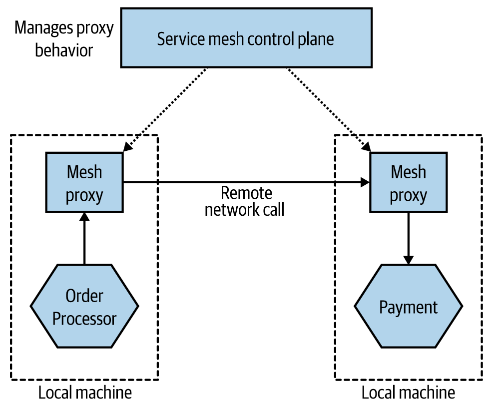 Manages proxy
behavior
Service mesh control plane
Mesh
proxy
Remote
network call
Mesh
proxy
Order
Processor
Payment
Local machine
Local machine